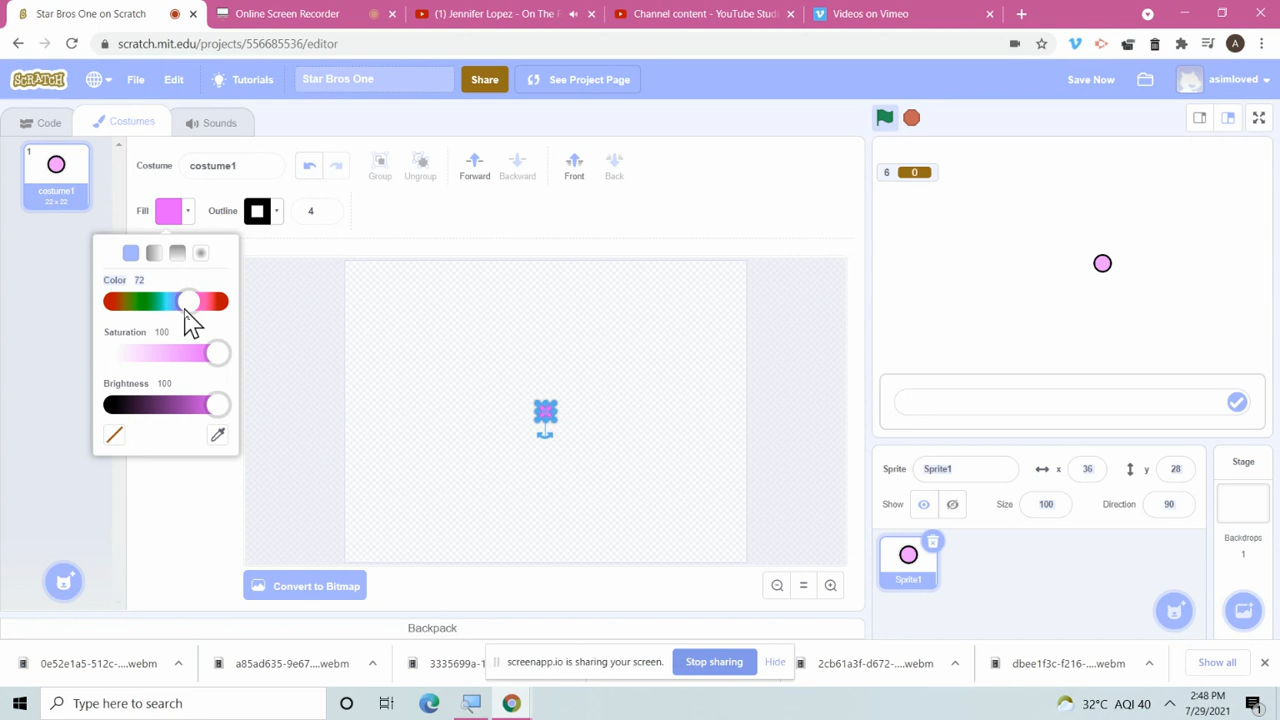 Star Bros One on Scratch
Online Screen Recorder
(1) Jennifer Lopez - On The F
Channel content - YouTube Studi
Videos on Vimeo
scratch.mit.edu/projects/556685536/editor
A
SCRATCH
File
Edit
Tutorials
Star Bros One
Share
See Project Page
Save Now
asimloved
Code
Costumes
Sounds
1
costume1
22 x 22
Costume
costume1
Group
Ungroup
Forward
Backward
Front
Back
Fill
Outline
4
Color 72
Saturation 100
Brightness 100
Convert to Bitmap
Backpack
6 0
Sprite
Sprite1
x
36
y
28
Show
Size
100
Direction
90
Sprite1
Stage
Backdrops
1
0e52e1a5-512c-....webm
a85ad635-9e67....webm
3335699a-1
screenapp.io is sharing your screen.
Stop sharing
Hide
2cb61a3f-d672-....webm
dbee1f3c-f216-....webm
Show all
Type here to search
32°C AQI 40
2:48 PM
7/29/2021
1